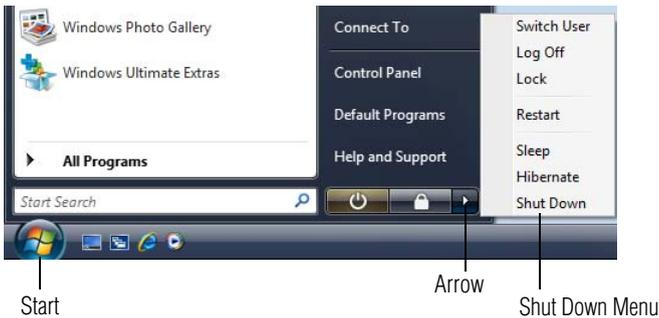 Windows Photo Gallery
Windows Ultimate Extras
All Programs
Start Search
Connect To
Control Panel
Default Programs
Help and Support
Switch User
Log Off
Lock
Restart
Sleep
Hibernate
Shut Down
Start
Arrow
Shut Down Menu